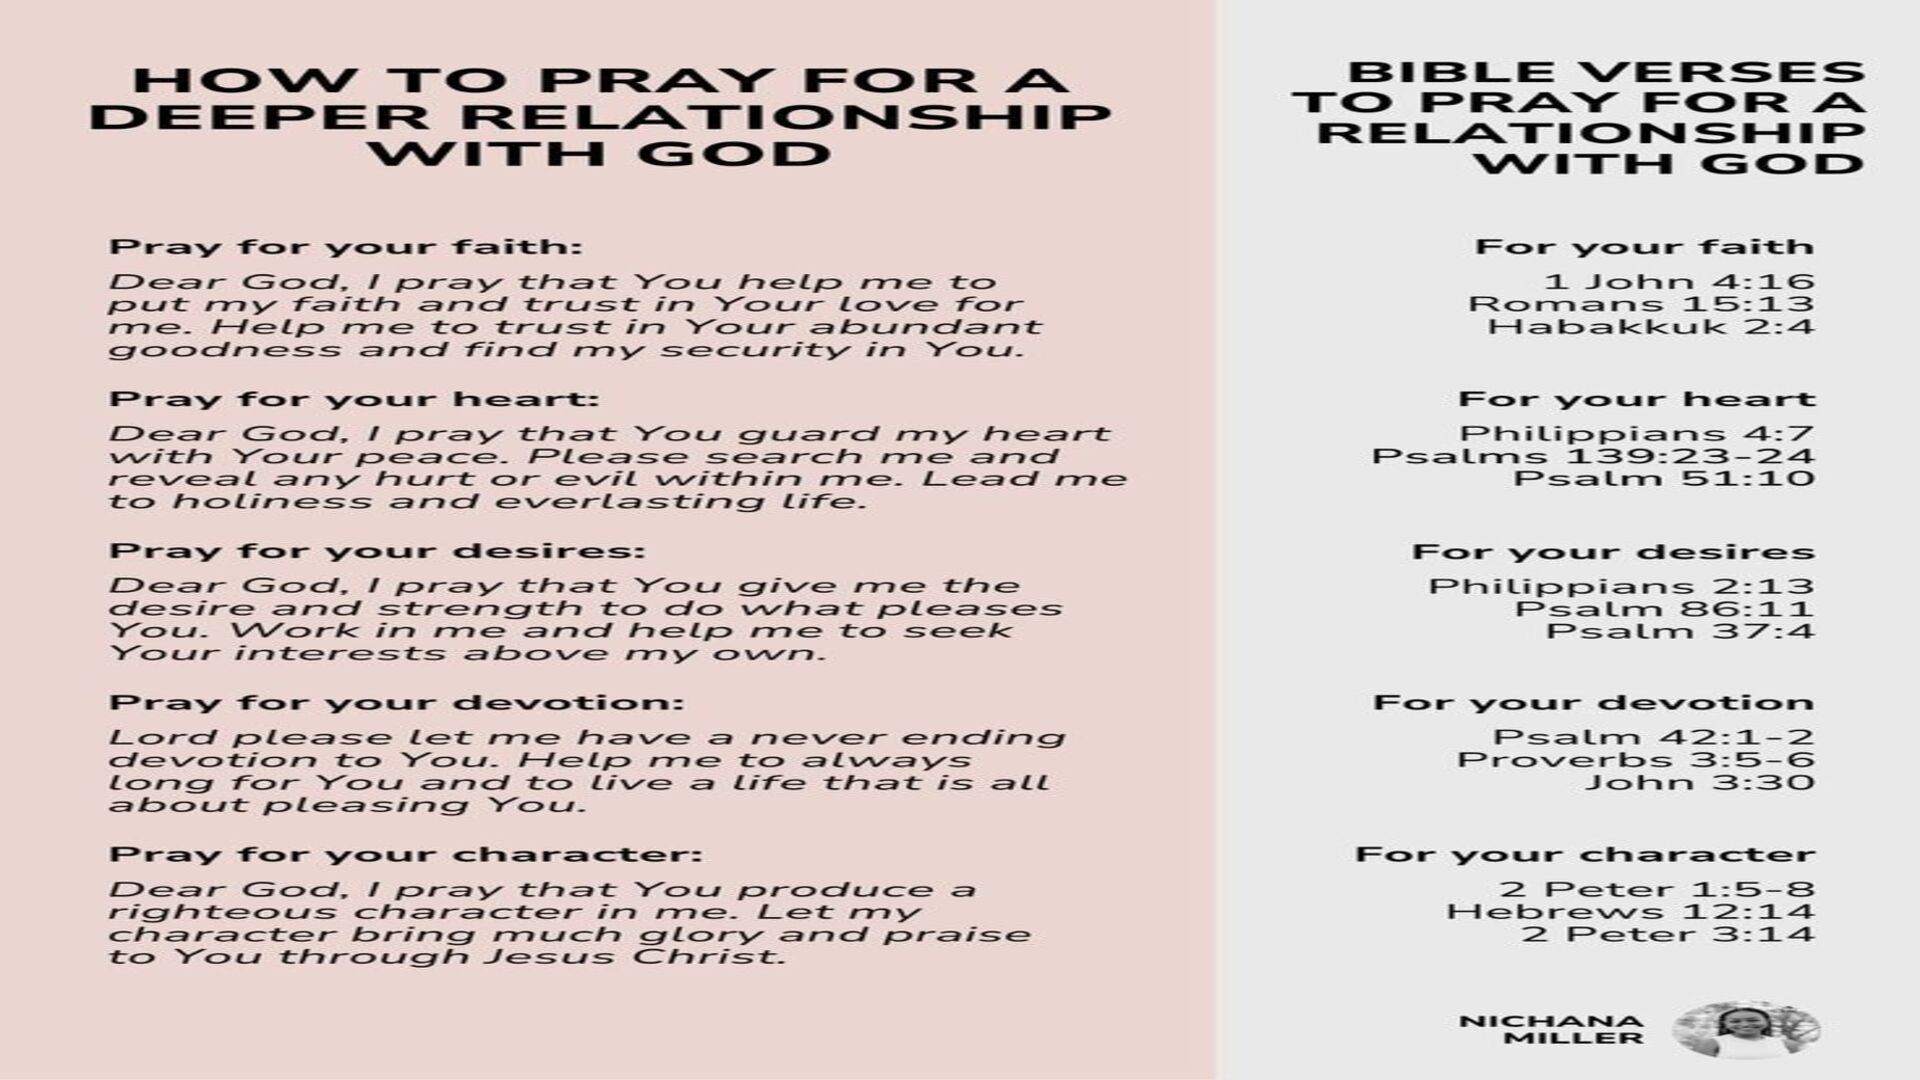 HOW TO PRAY FOR A
DEEPER RELATIONSHIP
WITH GOD
Pray for your faith:
Dear God, I pray that You help me to
put my faith and trust in Your love for
me. Help me to trust in Your abundant
goodness and find my security in You.
Pray for your heart:
Dear God, I pray that You guard my heart
with Your peace. Please search me and
reveal any hurt or evil within me. Lead me
to holiness and everlasting life.
Pray for your desires:
Dear God, I pray that You give me the
desire and strength to do what pleases
You. Work in me and help me to seek
Your interests above my own.
Pray for your devotion:
Lord please let me have a never ending
devotion to You. Help me to always
long for You and to live a life that is all
about pleasing You.
Pray for your character:
Dear God, I pray that You produce a
righteous character in me. Let my
character bring much glory and praise
to You through Jesus Christ.
BIBLE VERSES
TO PRAY FOR A
RELATIONSHIP
WITH GOD
For your faith
1 John 4:16
Romans 15:13
Habakkuk 2:4
For your heart
Philippians 4:7
Psalms 139:23-24
Psalm 51:10
For your desires
Philippians 2:13
Psalm 86:11
Psalm 37:4
For your devotion
Psalm 42:1-2
Proverbs 3:5-6
John 3:30
For your character
2 Peter 1:5-8
Hebrews 12:14
2 Peter 3:14
NICHANA
MILLER